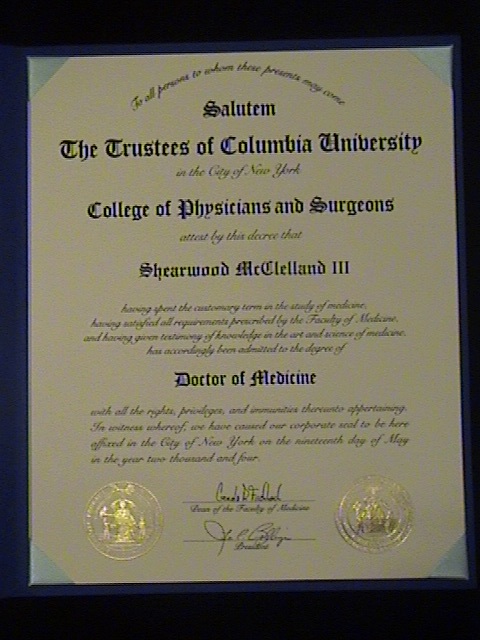 To all persons to whom these presents may come
Salutem
The Trustees of Columbia University
in the City of New York
College of Physicians and Surgeons
attest by this decree that
Shearwood McClelland III
having spent the customary term in the study of medicine,
having satisfied all requirements prescribed by the Faculty of Medicine,
and having given testimony of knowledge in the art and science of medicine,
has accordingly been admitted to the degree of
Doctor of Medicine
with all the rights, privileges, and immunities thereunto appertaining.
In witness whereof, we have caused our corporate seal to be here
affixed in the City of New York on the nineteenth day of May
in the year two thousand and four.
Dean of the Faculty of Medicine
President